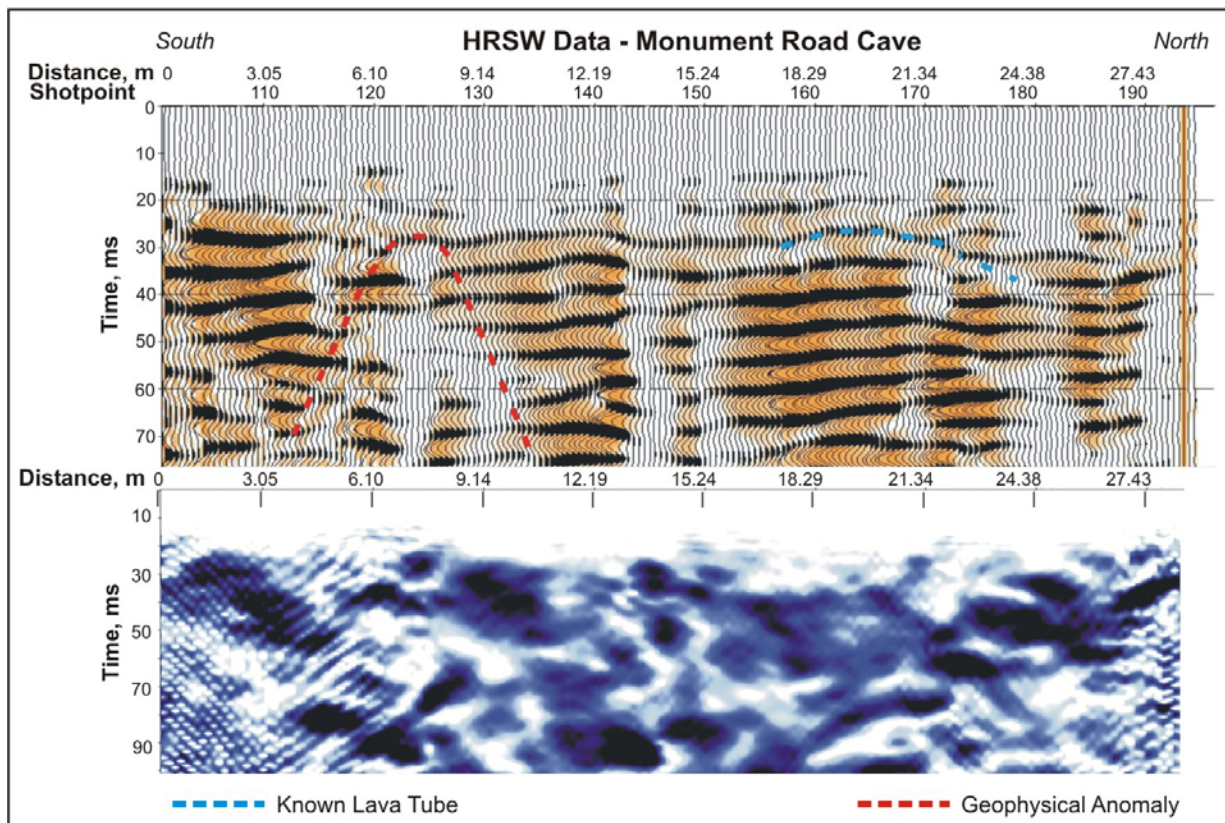 South HRSW Data - Monument Road Cave North
Distance, m 0 3.05 6.10 9.14 12.19 15.24 18.29 21.34 24.38 27.43
Shotpoint 110 120 130 140 150 160 170 180 190
0
10
20
30
40
50
60
70
Time, ms
Distance, m 0 3.05 6.10 9.14 12.19 15.24 18.29 21.34 24.38 27.43
10
30
50
70
90
Time, ms
Known Lava Tube Geophysical Anomaly